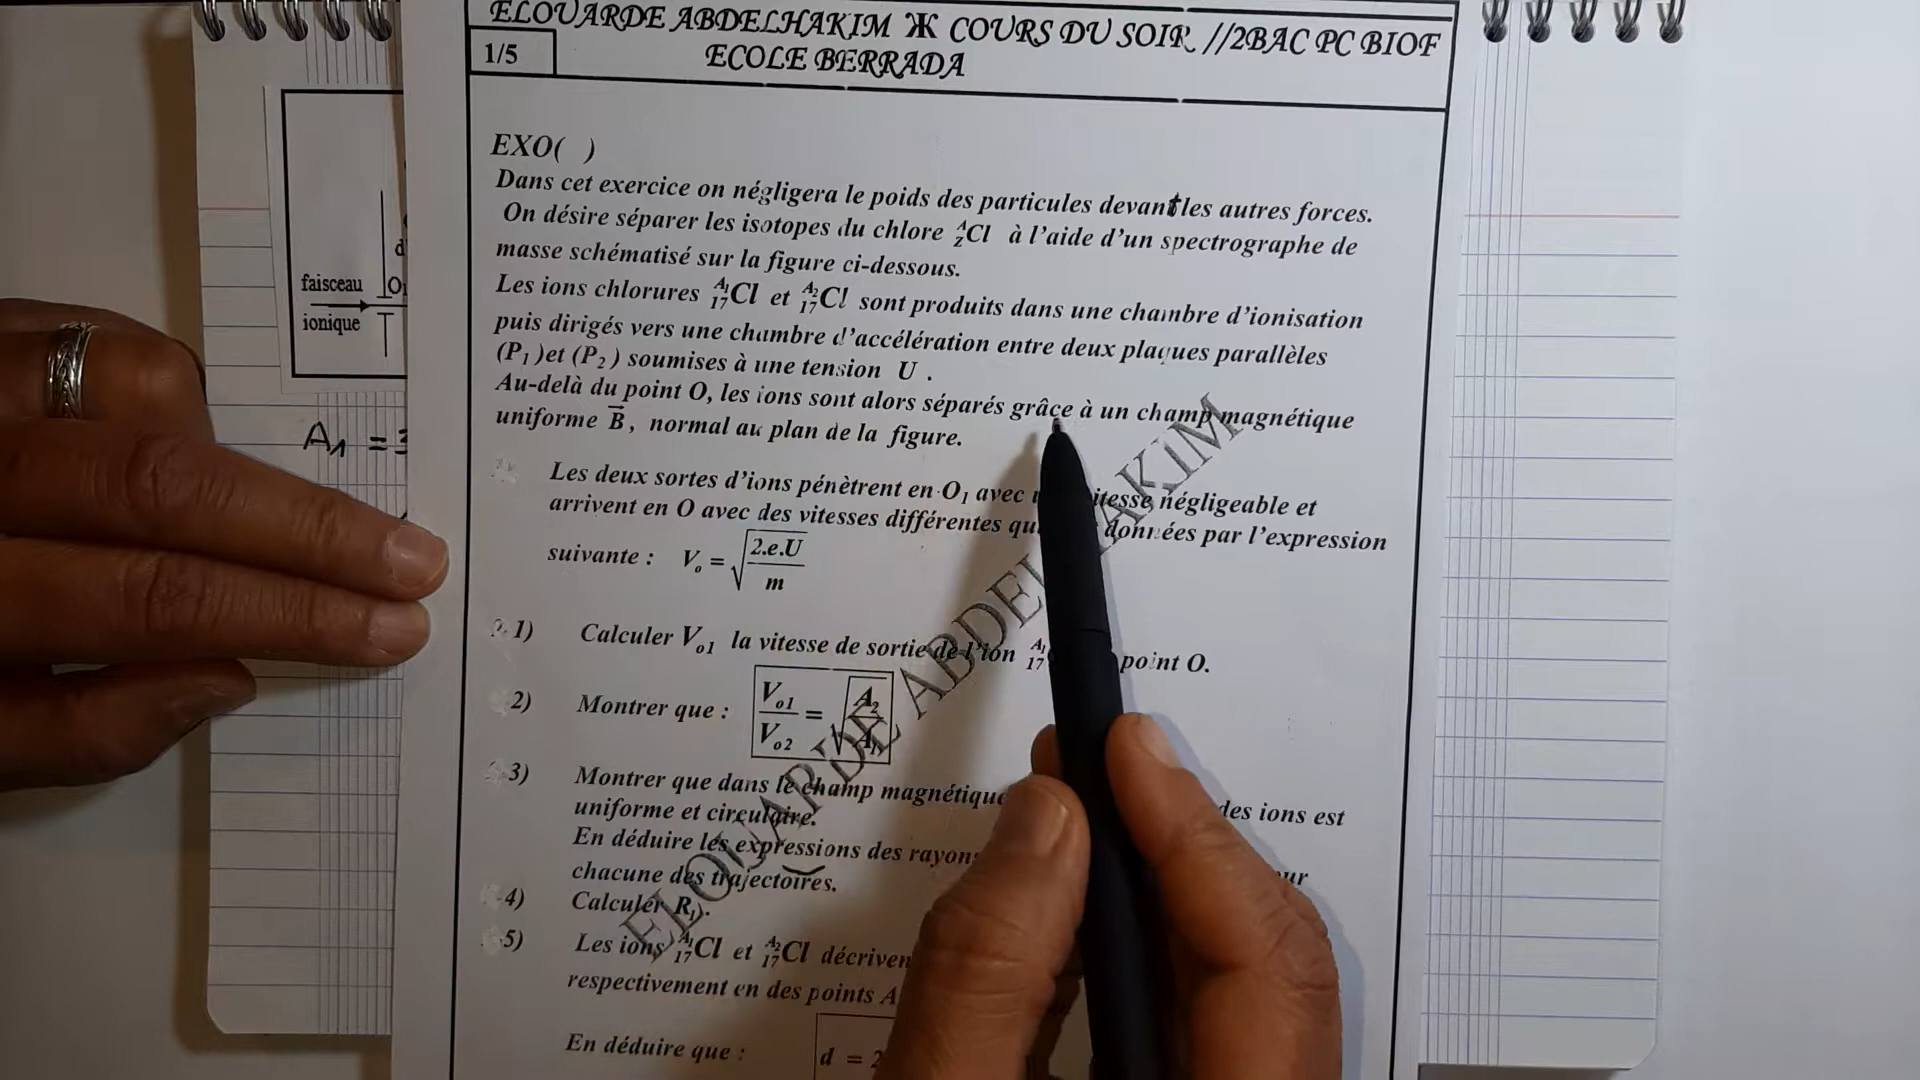 ELOUARDE ABDELHAKIM Ж COURS DU SOIR //2BAC PC BIOF
1/5
ECOLE BERRADA
EXO( )
Dans cet exercice on négligera le poids des particules devant les autres forces.
On désire séparer les isotopes du chlore ᴬ_Z Cl à l'aide d'un spectrographe de
masse schématisé sur la figure ci-dessous.
Les ions chlorures ᴬ¹₁₇Cl et ᴬ²₁₇Cl sont produits dans une chambre d'ionisation
puis dirigés vers une chambre d'accélération entre deux plaques parallèles
(P₁)et (P₂) soumises à une tension U .
Au-delà du point O, les ions sont alors séparés grâce à un champ magnétique
uniforme B⃗, normal au plan de la figure.
Les deux sortes d'ions pénètrent en O₁ avec vitesse négligeable et
arrivent en O avec des vitesses différentes données par l'expression
suivante : Vₒ = √(2.e.U / m)
1) Calculer Vₒ₁ la vitesse de sortie de l'ion ᴬ¹₁₇ point O.
2) Montrer que : Vₒ₁ / Vₒ₂ = √(A₂ / A₁)
3) Montrer que dans le champ magnétique des ions est
uniforme et circulaire.
En déduire les expressions des rayons
chacune des trajectoires.
4) Calculer R₁.
5) Les ions ᴬ¹₁₇Cl et ᴬ²₁₇Cl
respectivement en des points A
En déduire que : d = 2
faisceau
ionique
A₁ =
ELOUARDE ABDELHAKIM